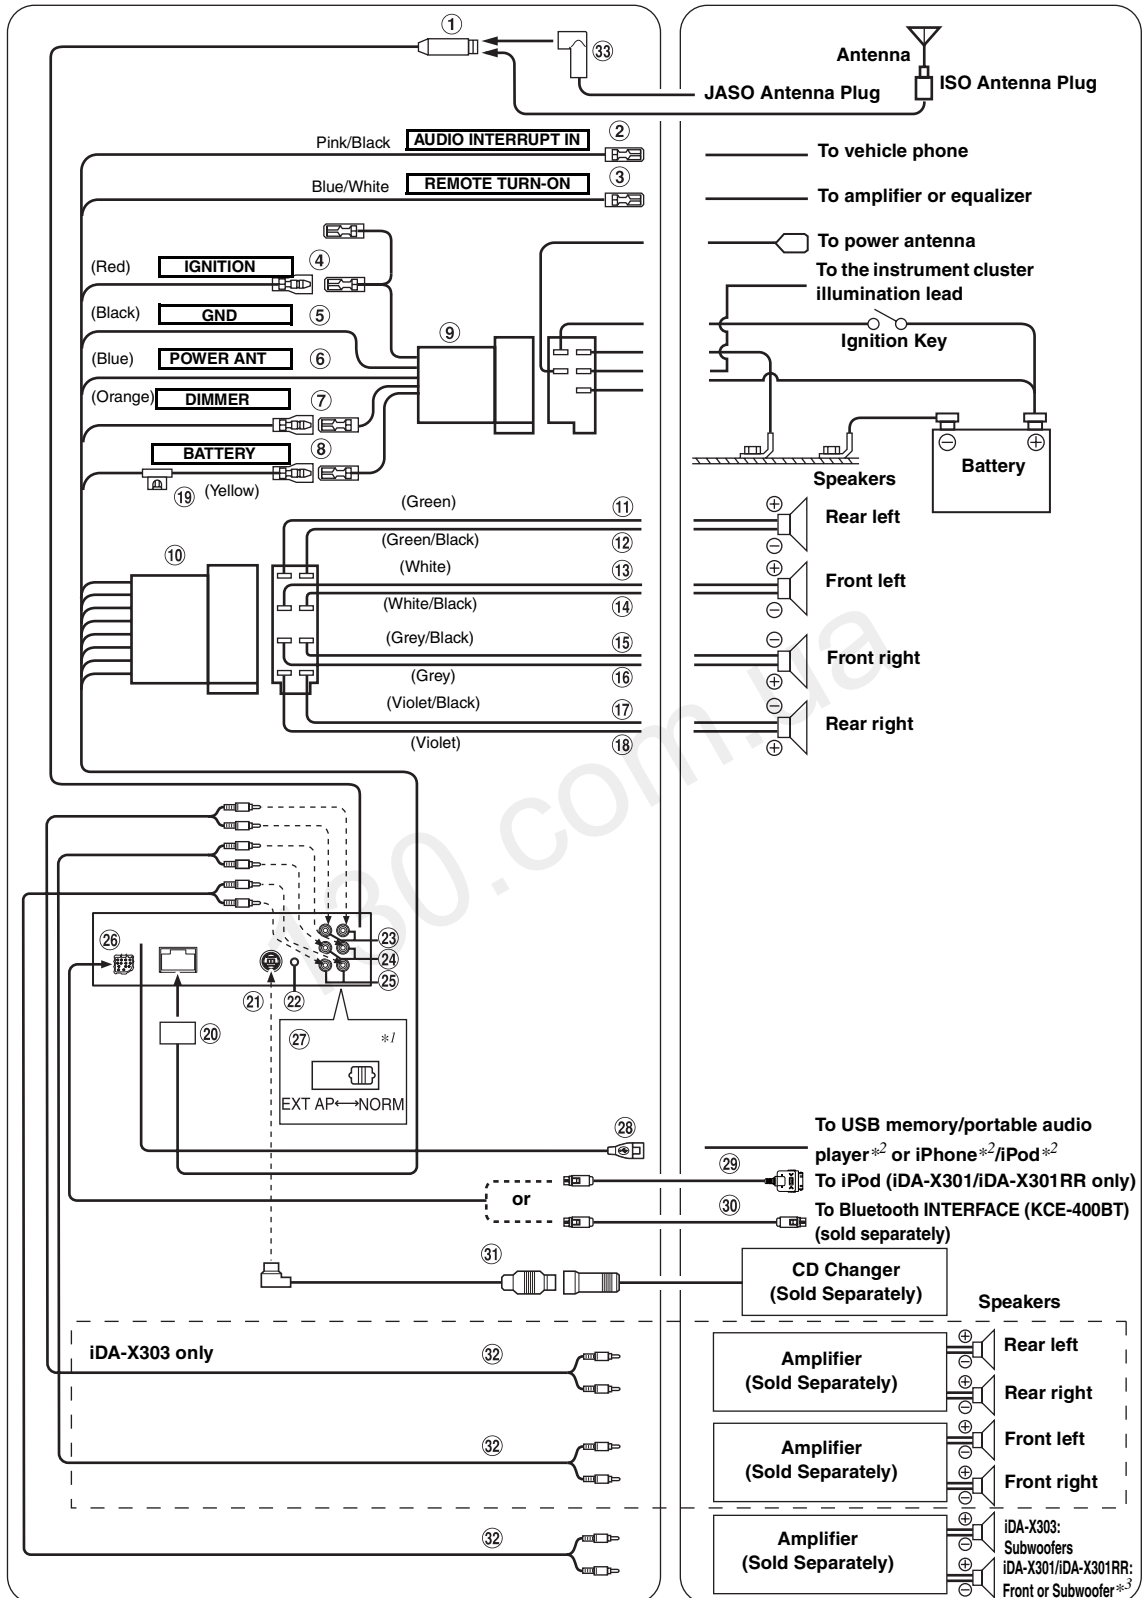 ①
㉝
Antenna
ISO Antenna Plug
JASO Antenna Plug
Pink/Black
AUDIO INTERRUPT IN
②
To vehicle phone
Blue/White
REMOTE TURN-ON
③
To amplifier or equalizer
To power antenna
(Red)
IGNITION
④
To the instrument cluster
illumination lead
(Black)
GND
⑤
⑨
Ignition Key
(Blue)
POWER ANT
⑥
(Orange)
DIMMER
⑦
BATTERY
⑧
⑲
(Yellow)
Battery
Speakers
(Green)
⑪
Rear left
(Green/Black)
⑫
⑩
(White)
⑬
Front left
(White/Black)
⑭
(Grey/Black)
⑮
Front right
(Grey)
⑯
(Violet/Black)
⑰
Rear right
(Violet)
⑱
130.com.ua
㉖
㉓
㉔
㉕
㉑
㉒
⑳
㉗
*1
EXT AP↔NORM
㉘
To USB memory/portable audio
player*2 or iPhone*2/iPod*2
㉙
To iPod (iDA-X301/iDA-X301RR only)
or
㉚
To Bluetooth INTERFACE (KCE-400BT)
(sold separately)
㉛
CD Changer
(Sold Separately)
Speakers
iDA-X303 only
㉜
Amplifier
(Sold Separately)
Rear left
Rear right
㉜
Amplifier
(Sold Separately)
Front left
Front right
㉜
Amplifier
(Sold Separately)
iDA-X303:
Subwoofers
iDA-X301/iDA-X301RR:
Front or Subwoofer*3